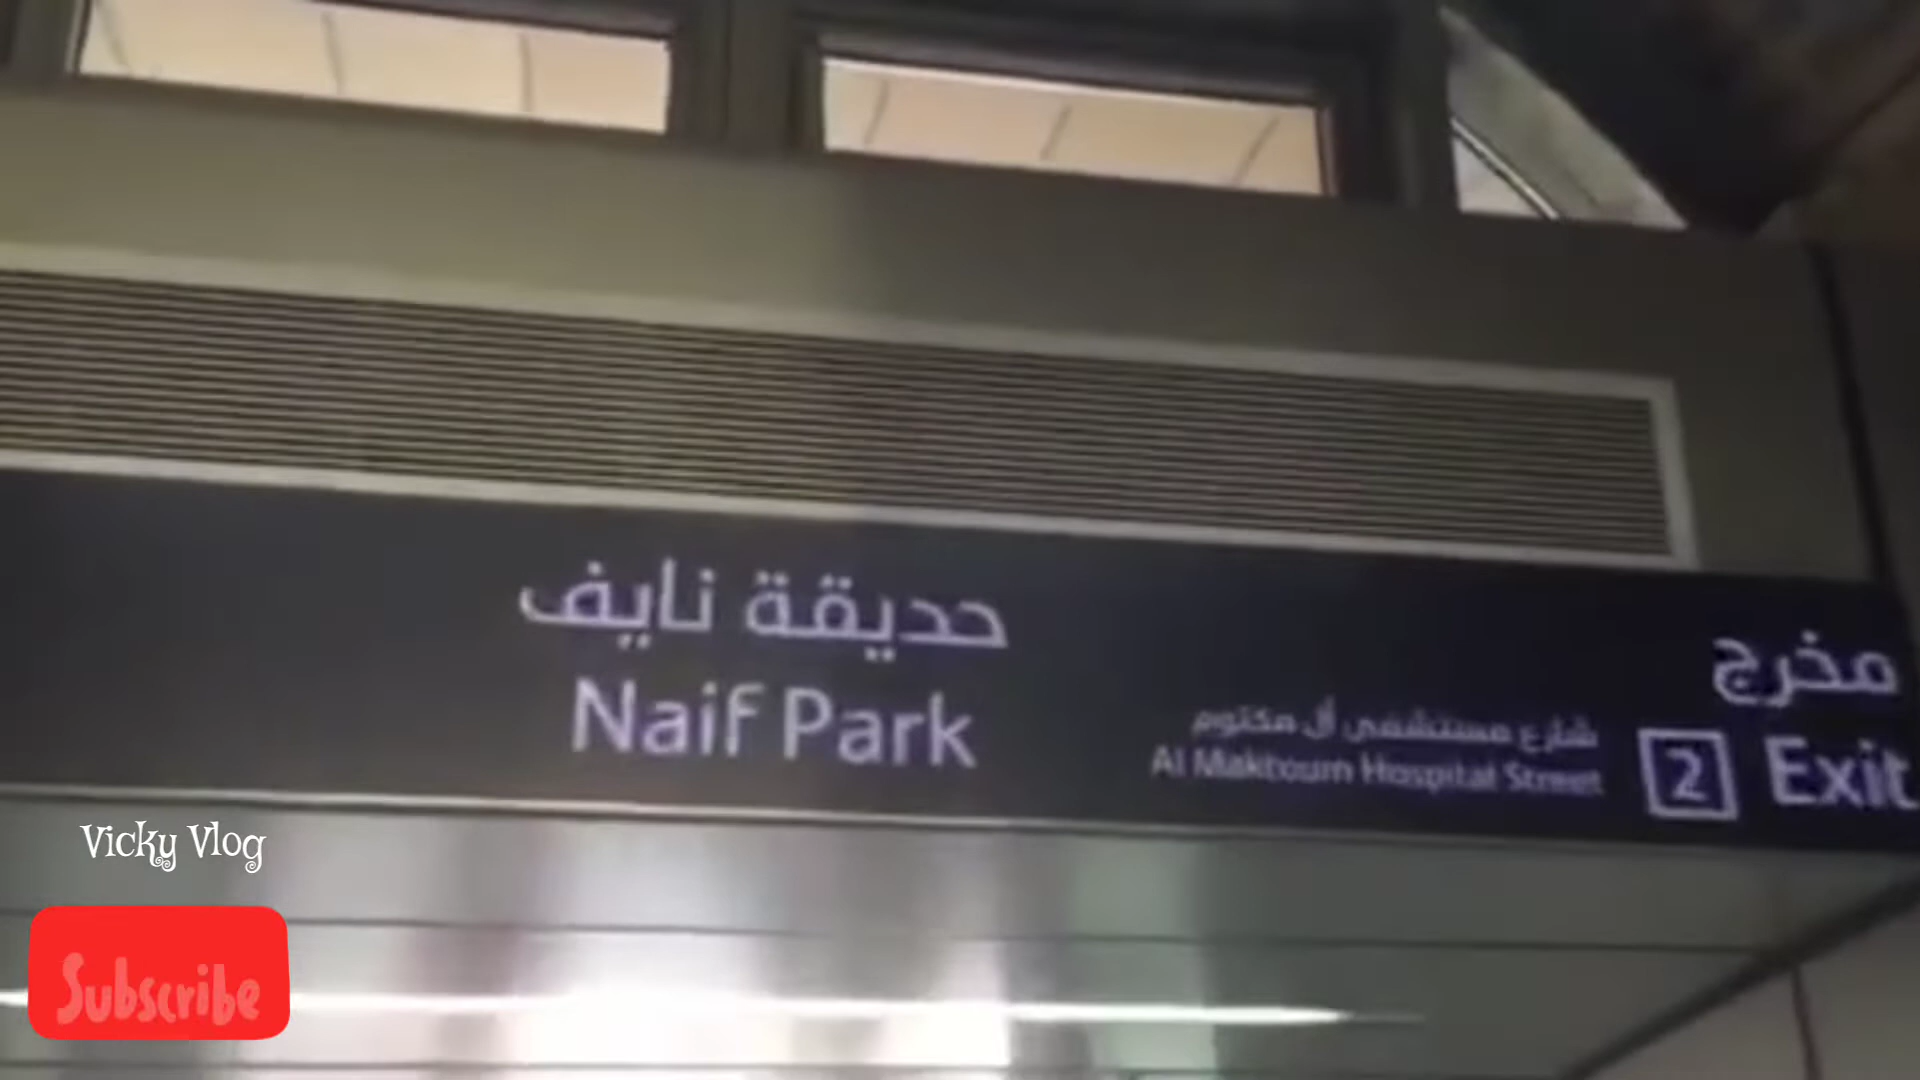 حديقة نايف
Naif Park
مخرج
شارع مستشفى آل مكتوم
Al Maktoum Hospital Street
2 Exit
Vicky Vlog
Subscribe